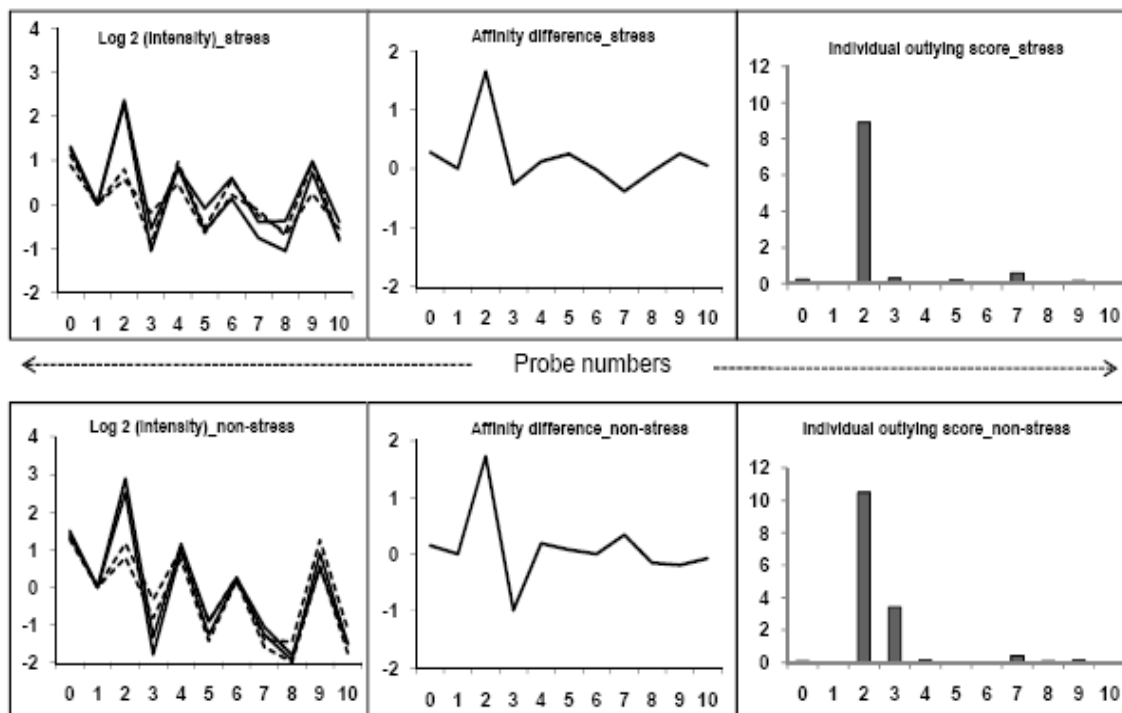 Log 2 (Intensity)_stress
4
3
2
1
0
-1
-2
0 1 2 3 4 5 6 7 8 9 10
Affinity difference_stress
2
1
0
-1
-2
0 1 2 3 4 5 6 7 8 9 10
Individual outlying score_stress
12
10
8
6
4
2
0
0 1 2 3 4 5 6 7 8 9 10
Probe numbers
Log 2 (Intensity)_non-stress
4
3
2
1
0
-1
-2
0 1 2 3 4 5 6 7 8 9 10
Affinity difference_non-stress
2
1
0
-1
-2
0 1 2 3 4 5 6 7 8 9 10
Individual outlying score_non-stress
12
10
8
6
4
2
0
0 1 2 3 4 5 6 7 8 9 10